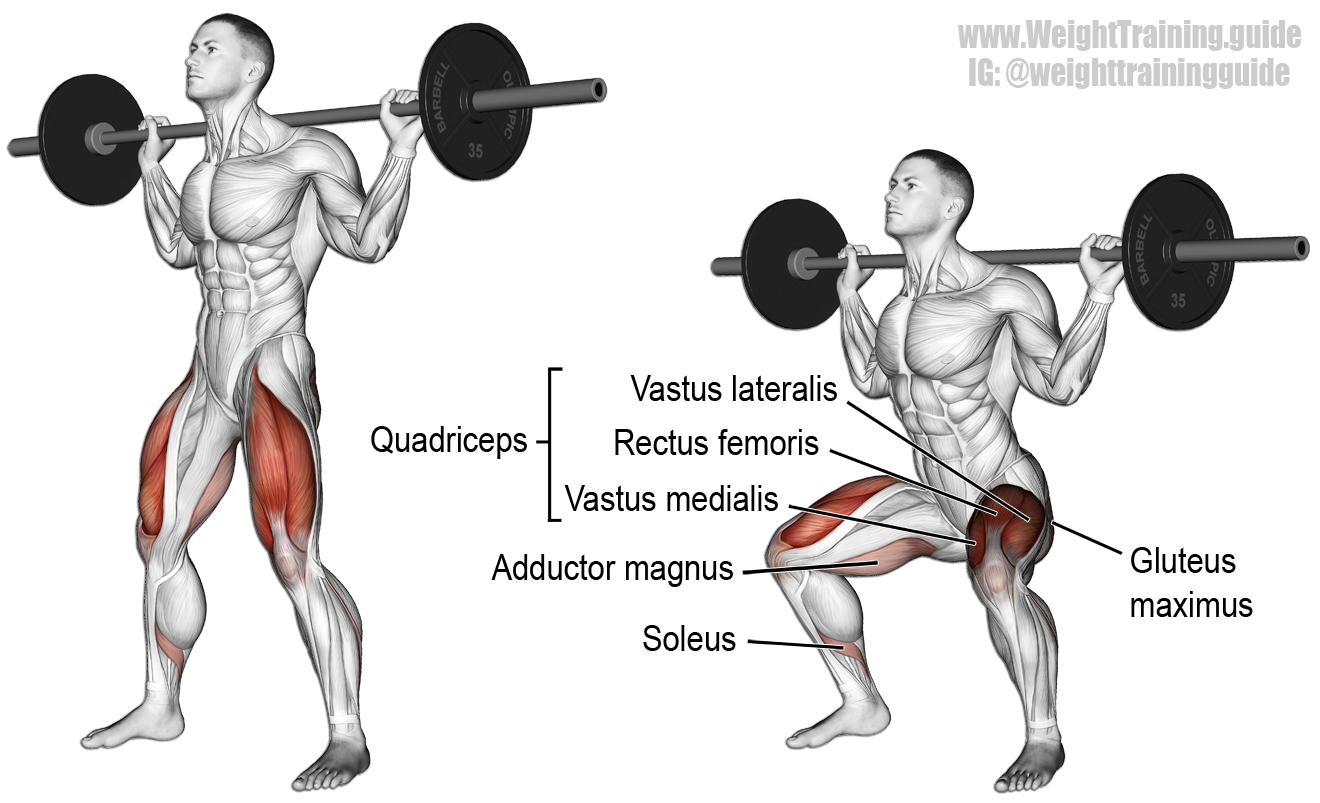 www.WeightTraining.guide
IG: @weighttrainingguide
BARBELL
OLYMPIC
35
BARBELL
35
Quadriceps
Vastus lateralis
Rectus femoris
Vastus medialis
Adductor magnus
Soleus
Gluteus
maximus